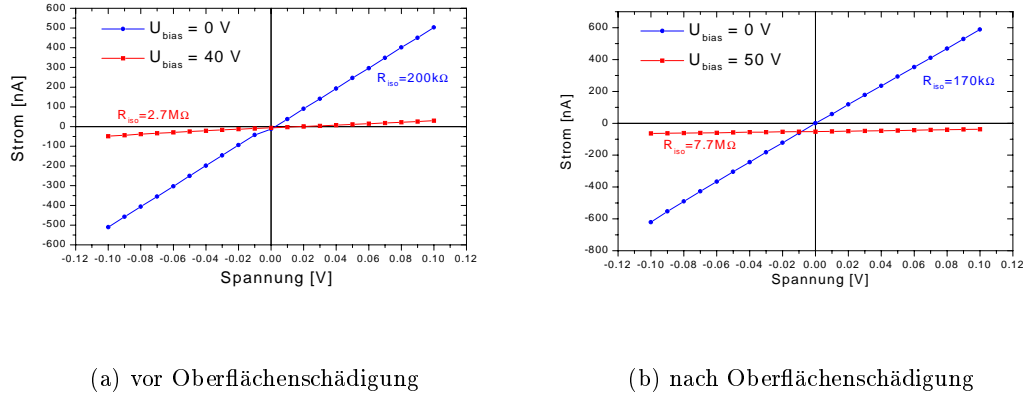 600
500
400
300
200
100
0
-100
-200
-300
-400
-500
-600
Strom [nA]
U_bias = 0 V
U_bias = 40 V
R_iso=200kΩ
R_iso=2.7MΩ
-0.12 -0.10 -0.08 -0.06 -0.04 -0.02 0.00 0.02 0.04 0.06 0.08 0.10 0.12
Spannung [V]
(a) vor Oberflächenschädigung
600
400
200
0
-200
-400
-600
-800
Strom [nA]
U_bias = 0 V
U_bias = 50 V
R_iso=170kΩ
R_iso=7.7MΩ
-0.12 -0.10 -0.08 -0.06 -0.04 -0.02 0.00 0.02 0.04 0.06 0.08 0.10 0.12
Spannung [V]
(b) nach Oberflächenschädigung